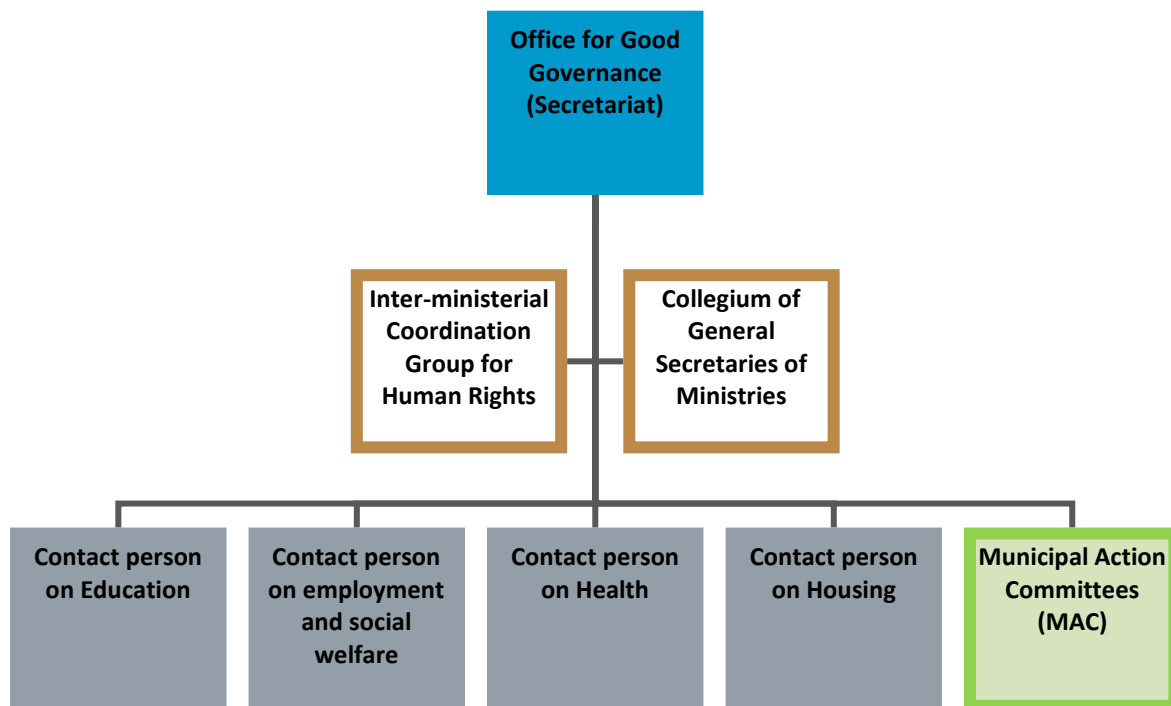 Office for Good
Governance
(Secretariat)
Inter-ministerial
Coordination
Group for
Human Rights
Collegium of
General
Secretaries of
Ministries
Contact person
on Education
Contact person
on employment
and social
welfare
Contact person
on Health
Contact person
on Housing
Municipal Action
Committees
(MAC)